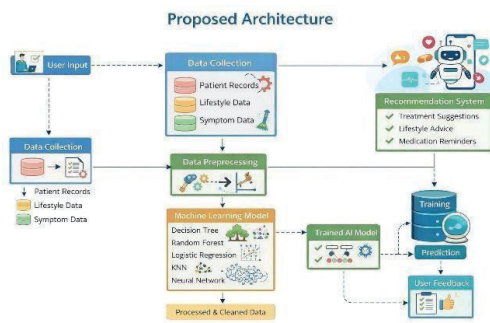 Proposed Architecture
User Input
Data Collection
Patient Records
Lifestyle Data
Symptom Data
Recommendation System
Treatment Suggestions
Lifestyle Advice
Medication Reminders
Data Collection
Patient Records
Lifestyle Data
Symptom Data
Data Preprocessing
Machine Learning Model
Decision Tree
Random Forest
Logistic Regression
KNN
Neural Network
Processed & Cleaned Data
Trained AI Model
Training
Prediction
User Feedback